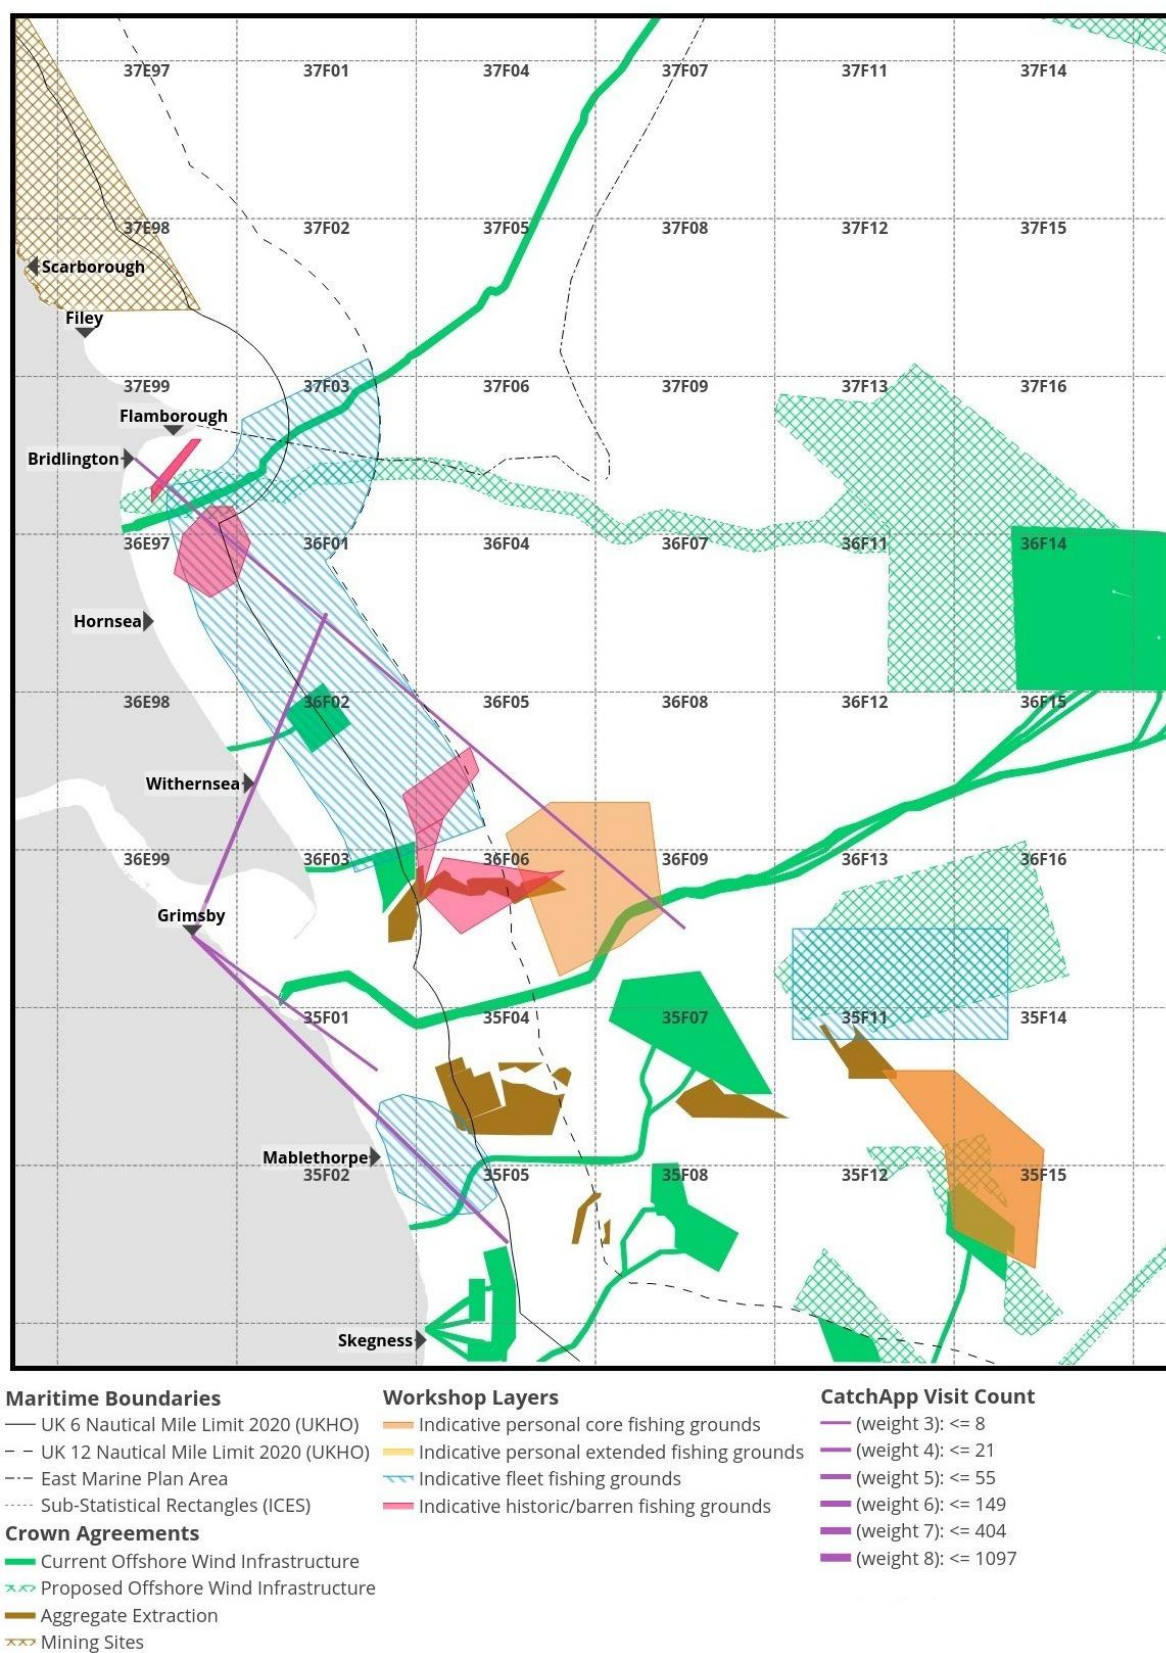 37E97 37F01 37F04 37F07 37F11 37F14
37E98 37F02 37F05 37F08 37F12 37F15
Scarborough
Filey
37E99 37F03 37F06 37F09 37F13 37F16
Flamborough
Bridlington
36E97 36F01 36F04 36F07 36F11 36F14
Hornsea
36E98 36F02 36F05 36F08 36F12 36F15
Withernsea
36E99 36F03 36F06 36F09 36F13 36F16
Grimsby
35F01 35F04 35F07 35F11 35F14
Mablethorpe
35F02 35F05 35F08 35F12 35F15
Skegness
Maritime Boundaries
UK 6 Nautical Mile Limit 2020 (UKHO)
UK 12 Nautical Mile Limit 2020 (UKHO)
East Marine Plan Area
Sub-Statistical Rectangles (ICES)
Crown Agreements
Current Offshore Wind Infrastructure
Proposed Offshore Wind Infrastructure
Aggregate Extraction
Mining Sites
Workshop Layers
Indicative personal core fishing grounds
Indicative personal extended fishing grounds
Indicative fleet fishing grounds
Indicative historic/barren fishing grounds
CatchApp Visit Count
(weight 3): <= 8
(weight 4): <= 21
(weight 5): <= 55
(weight 6): <= 149
(weight 7): <= 404
(weight 8): <= 1097